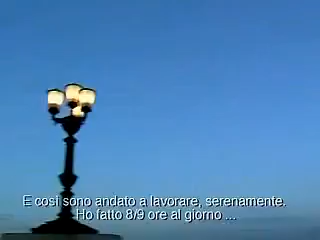 E così sono andato a lavorare, serenamente.
Ho fatto 8/9 ore al giorno ...